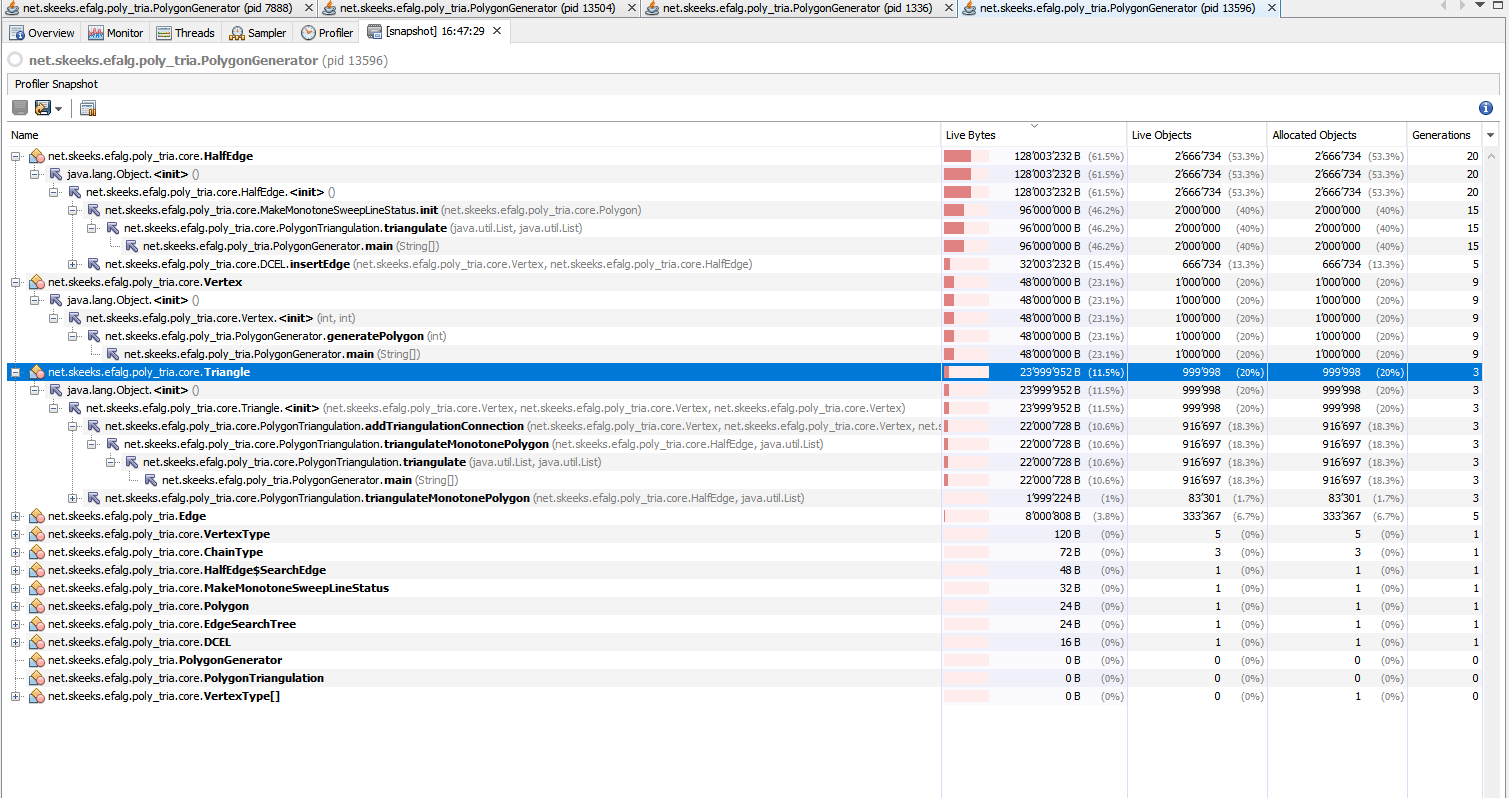 net.skeeks.efalg.poly_tria.PolygonGenerator (pid 7888) net.skeeks.efalg.poly_tria.PolygonGenerator (pid 13504) net.skeeks.efalg.poly_tria.PolygonGenerator (pid 1336) net.skeeks.efalg.poly_tria.PolygonGenerator (pid 13596)
Overview Monitor Threads Sampler Profiler [snapshot] 16:47:29
net.skeeks.efalg.poly_tria.PolygonGenerator (pid 13596)
Profiler Snapshot
Name Live Bytes Live Objects Allocated Objects Generations
net.skeeks.efalg.poly_tria.core.HalfEdge 128'003'232 B (61.5%) 2'666'734 (53.3%) 2'666'734 (53.3%) 20
java.lang.Object.<init> () 128'003'232 B (61.5%) 2'666'734 (53.3%) 2'666'734 (53.3%) 20
net.skeeks.efalg.poly_tria.core.HalfEdge.<init> () 128'003'232 B (61.5%) 2'666'734 (53.3%) 2'666'734 (53.3%) 20
net.skeeks.efalg.poly_tria.core.MakeMonotoneSweepLineStatus.init (net.skeeks.efalg.poly_tria.core.Polygon) 96'000'000 B (46.2%) 2'000'000 (40%) 2'000'000 (40%) 15
net.skeeks.efalg.poly_tria.core.PolygonTriangulation.triangulate (java.util.List, java.util.List) 96'000'000 B (46.2%) 2'000'000 (40%) 2'000'000 (40%) 15
net.skeeks.efalg.poly_tria.PolygonGenerator.main (String[]) 96'000'000 B (46.2%) 2'000'000 (40%) 2'000'000 (40%) 15
net.skeeks.efalg.poly_tria.core.DCEL.insertEdge (net.skeeks.efalg.poly_tria.core.Vertex, net.skeeks.efalg.poly_tria.core.HalfEdge) 32'003'232 B (15.4%) 666'734 (13.3%) 666'734 (13.3%) 5
net.skeeks.efalg.poly_tria.core.Vertex 48'000'000 B (23.1%) 1'000'000 (20%) 1'000'000 (20%) 9
java.lang.Object.<init> () 48'000'000 B (23.1%) 1'000'000 (20%) 1'000'000 (20%) 9
net.skeeks.efalg.poly_tria.core.Vertex.<init> (int, int) 48'000'000 B (23.1%) 1'000'000 (20%) 1'000'000 (20%) 9
net.skeeks.efalg.poly_tria.PolygonGenerator.generatePolygon (int) 48'000'000 B (23.1%) 1'000'000 (20%) 1'000'000 (20%) 9
net.skeeks.efalg.poly_tria.PolygonGenerator.main (String[]) 48'000'000 B (23.1%) 1'000'000 (20%) 1'000'000 (20%) 9
net.skeeks.efalg.poly_tria.core.Triangle 23'999'952 B (11.5%) 999'998 (20%) 999'998 (20%) 3
java.lang.Object.<init> () 23'999'952 B (11.5%) 999'998 (20%) 999'998 (20%) 3
net.skeeks.efalg.poly_tria.core.Triangle.<init> (net.skeeks.efalg.poly_tria.core.Vertex, net.skeeks.efalg.poly_tria.core.Vertex, net.skeeks.efalg.poly_tria.core.Vertex) 23'999'952 B (11.5%) 999'998 (20%) 999'998 (20%) 3
net.skeeks.efalg.poly_tria.core.PolygonTriangulation.addTriangulationConnection (net.skeeks.efalg.poly_tria.core.Vertex, net.skeeks.efalg.poly_tria.core.Vertex, net.s 22'000'728 B (10.6%) 916'697 (18.3%) 916'697 (18.3%) 3
net.skeeks.efalg.poly_tria.core.PolygonTriangulation.triangulateMonotonePolygon (net.skeeks.efalg.poly_tria.core.HalfEdge, java.util.List) 22'000'728 B (10.6%) 916'697 (18.3%) 916'697 (18.3%) 3
net.skeeks.efalg.poly_tria.core.PolygonTriangulation.triangulate (java.util.List, java.util.List) 22'000'728 B (10.6%) 916'697 (18.3%) 916'697 (18.3%) 3
net.skeeks.efalg.poly_tria.PolygonGenerator.main (String[]) 22'000'728 B (10.6%) 916'697 (18.3%) 916'697 (18.3%) 3
net.skeeks.efalg.poly_tria.core.PolygonTriangulation.triangulateMonotonePolygon (net.skeeks.efalg.poly_tria.core.HalfEdge, java.util.List) 1'999'224 B (1%) 83'301 (1.7%) 83'301 (1.7%) 3
net.skeeks.efalg.poly_tria.Edge 8'000'808 B (3.8%) 333'367 (6.7%) 333'367 (6.7%) 5
net.skeeks.efalg.poly_tria.core.VertexType 120 B (0%) 5 (0%) 5 (0%) 1
net.skeeks.efalg.poly_tria.core.ChainType 72 B (0%) 3 (0%) 3 (0%) 1
net.skeeks.efalg.poly_tria.core.HalfEdge$SearchEdge 48 B (0%) 1 (0%) 1 (0%) 1
net.skeeks.efalg.poly_tria.core.MakeMonotoneSweepLineStatus 32 B (0%) 1 (0%) 1 (0%) 1
net.skeeks.efalg.poly_tria.core.Polygon 24 B (0%) 1 (0%) 1 (0%) 1
net.skeeks.efalg.poly_tria.core.EdgeSearchTree 24 B (0%) 1 (0%) 1 (0%) 1
net.skeeks.efalg.poly_tria.core.DCEL 16 B (0%) 1 (0%) 1 (0%) 1
net.skeeks.efalg.poly_tria.PolygonGenerator 0 B (0%) 0 (0%) 0 (0%) 0
net.skeeks.efalg.poly_tria.core.PolygonTriangulation 0 B (0%) 0 (0%) 0 (0%) 0
net.skeeks.efalg.poly_tria.core.VertexType[] 0 B (0%) 0 (0%) 1 (0%) 0